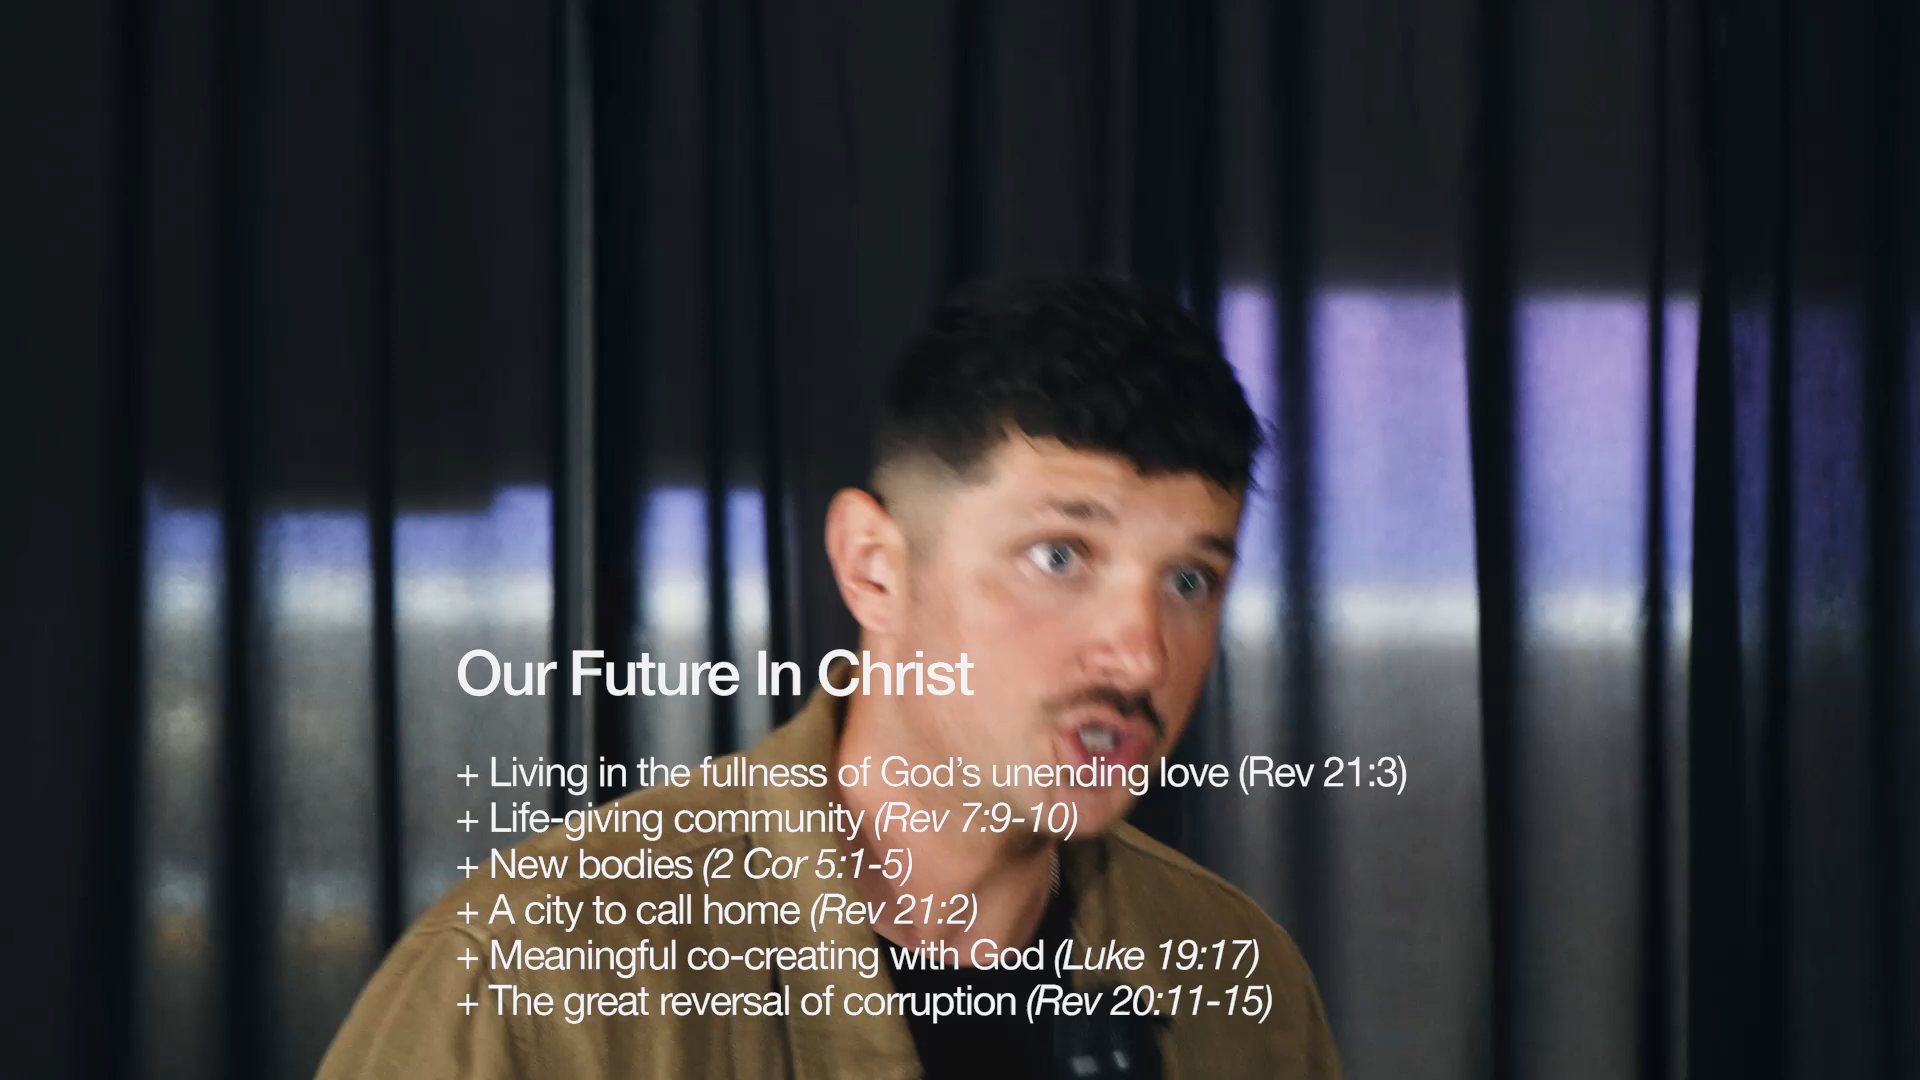 Our Future In Christ
+ Living in the fullness of God’s unending love (Rev 21:3)
+ Life-giving community (Rev 7:9-10)
+ New bodies (2 Cor 5:1-5)
+ A city to call home (Rev 21:2)
+ Meaningful co-creating with God (Luke 19:17)
+ The great reversal of corruption (Rev 20:11-15)